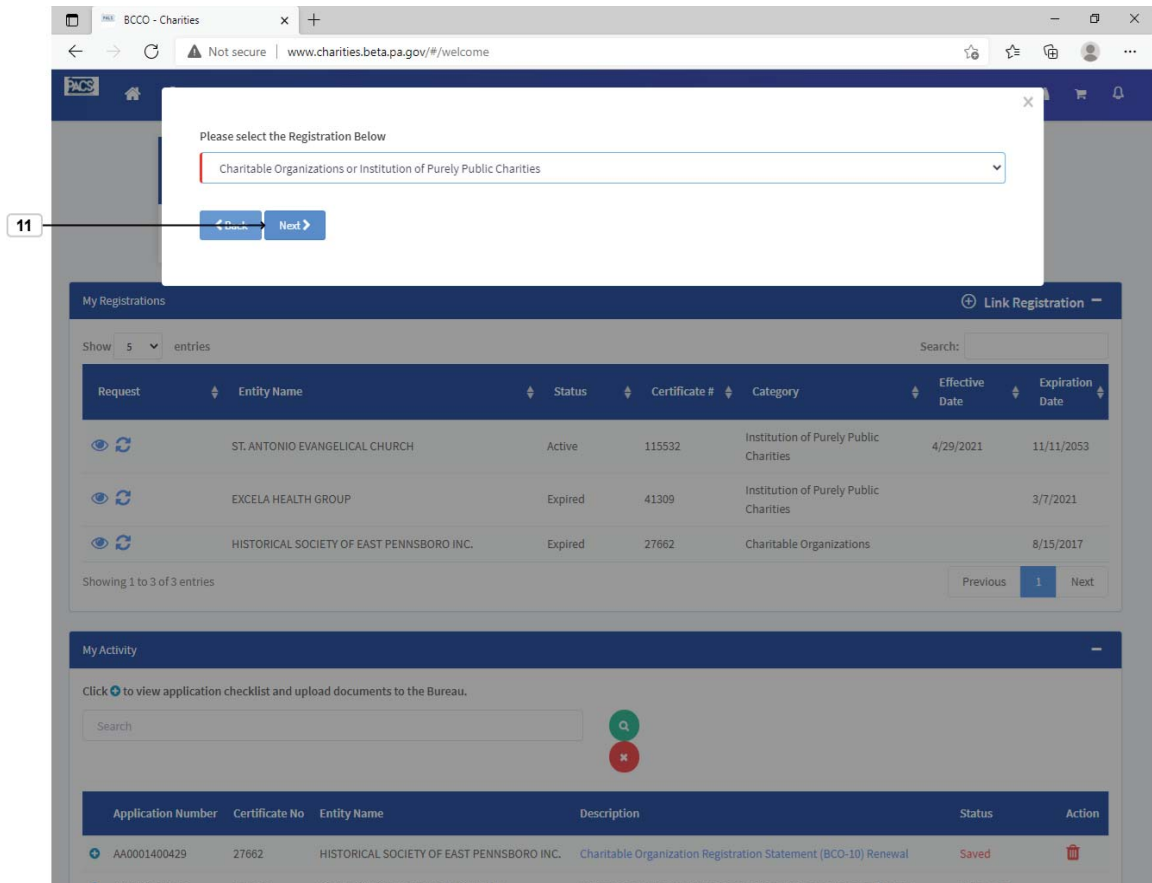 BCCO - Charities
Not secure | www.charities.beta.pa.gov/#/welcome
PACS
Please select the Registration Below
Charitable Organizations or Institution of Purely Public Charities
11
Back Next
My Registrations Link Registration
Show 5 entries Search:
Request Entity Name Status Certificate # Category Effective Date Expiration Date
ST. ANTONIO EVANGELICAL CHURCH Active 115532 Institution of Purely Public Charities 4/29/2021 11/11/2053
EXCELA HEALTH GROUP Expired 41309 Institution of Purely Public Charities 3/7/2021
HISTORICAL SOCIETY OF EAST PENNSBORO INC. Expired 27662 Charitable Organizations 8/15/2017
Showing 1 to 3 of 3 entries Previous 1 Next
My Activity
Click to view application checklist and upload documents to the Bureau.
Search
Application Number Certificate No Entity Name Description Status Action
AA0001400429 27662 HISTORICAL SOCIETY OF EAST PENNSBORO INC. Charitable Organization Registration Statement (BCO-10) Renewal Saved